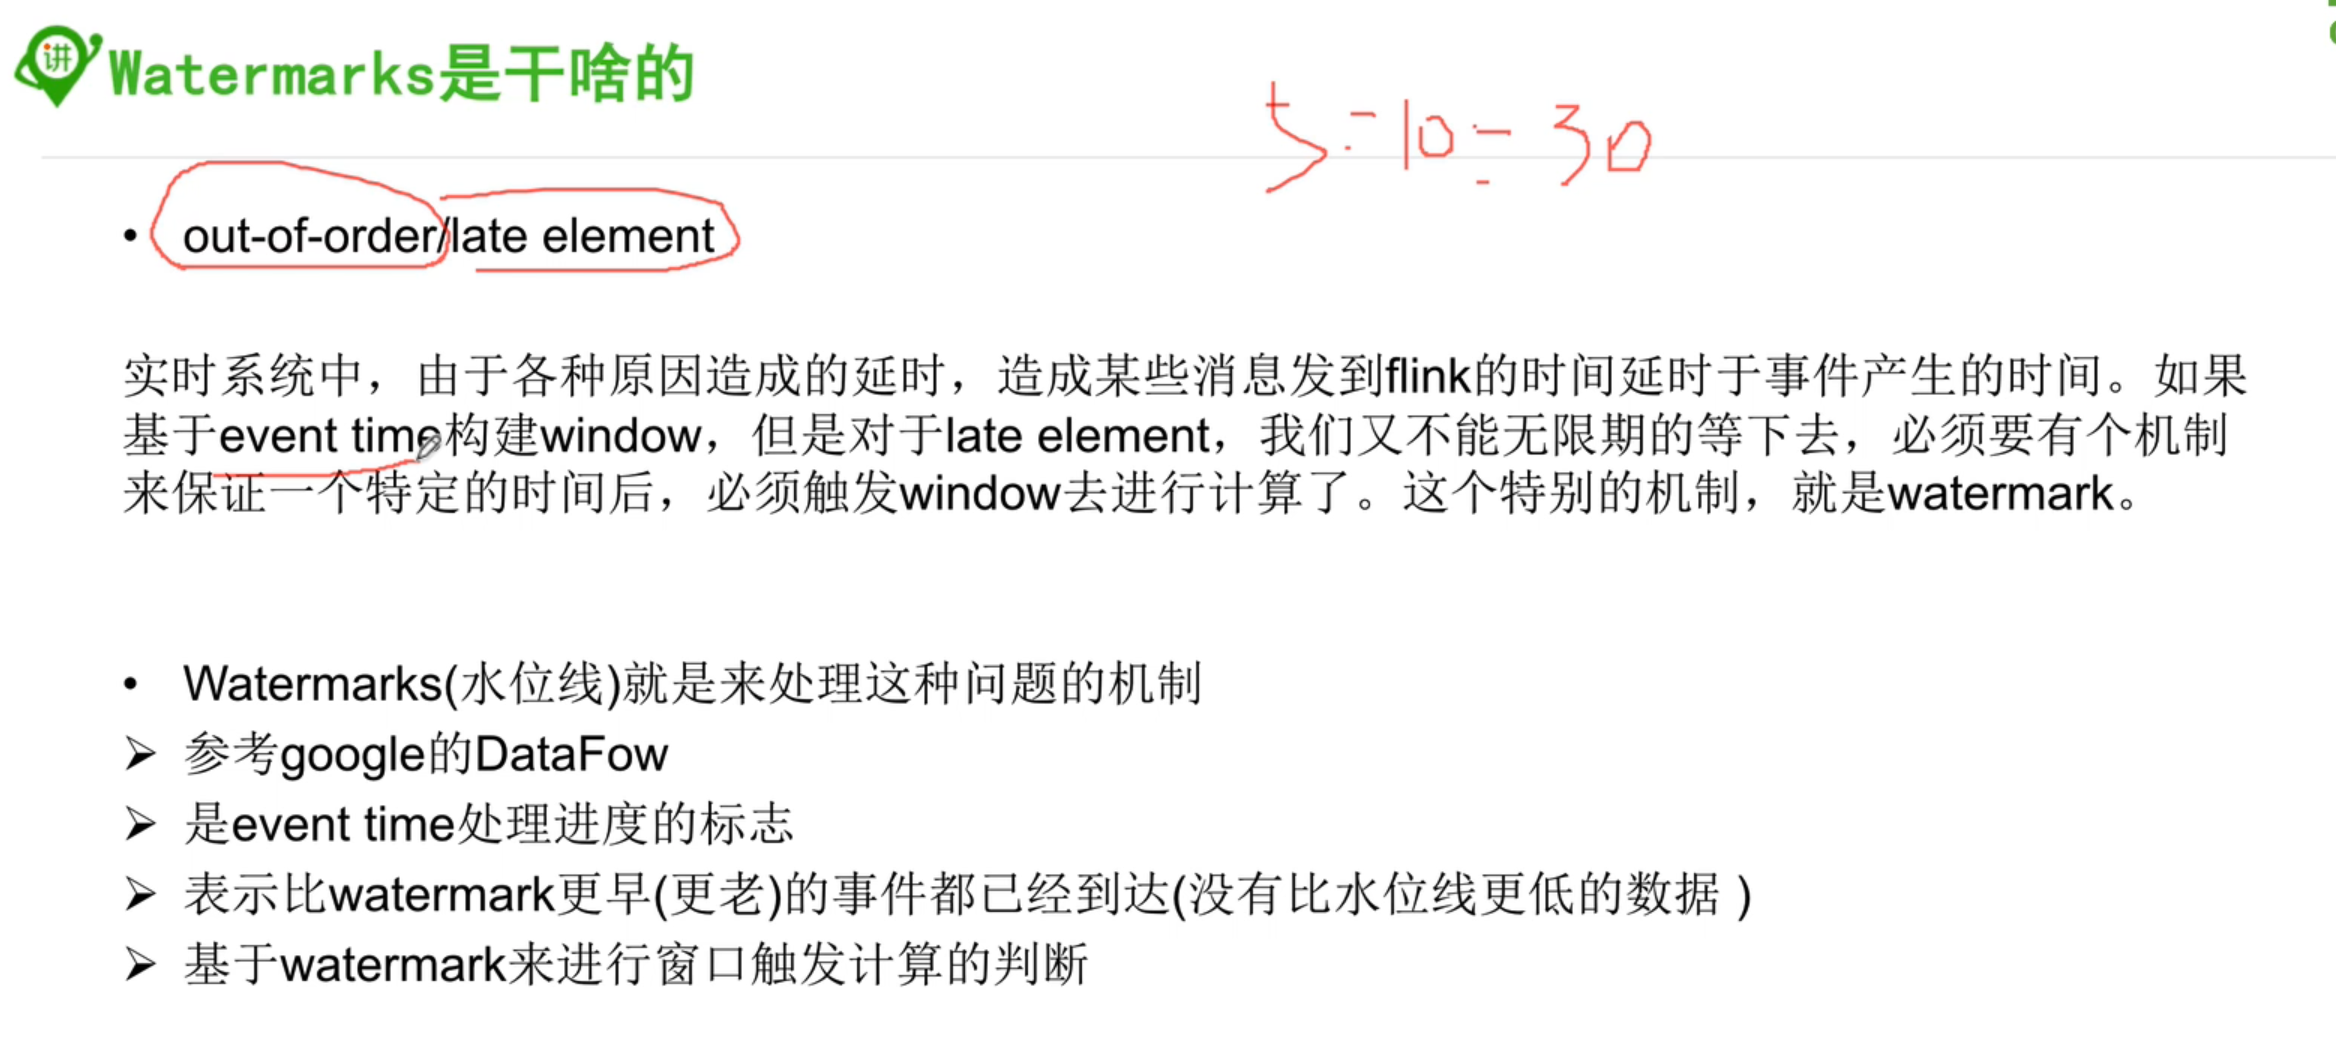 讲
Watermarks是干啥的
5:10:30
• out-of-order/late element
实时系统中，由于各种原因造成的延时，造成某些消息发到flink的时间延时于事件产生的时间。如果
基于event time构建window，但是对于late element，我们又不能无限期的等下去，必须要有个机制
来保证一个特定的时间后，必须触发window去进行计算了。这个特别的机制，就是watermark。
• Watermarks(水位线)就是来处理这种问题的机制
➢ 参考google的DataFow
➢ 是event time处理进度的标志
➢ 表示比watermark更早(更老)的事件都已经到达(没有比水位线更低的数据 )
➢ 基于watermark来进行窗口触发计算的判断